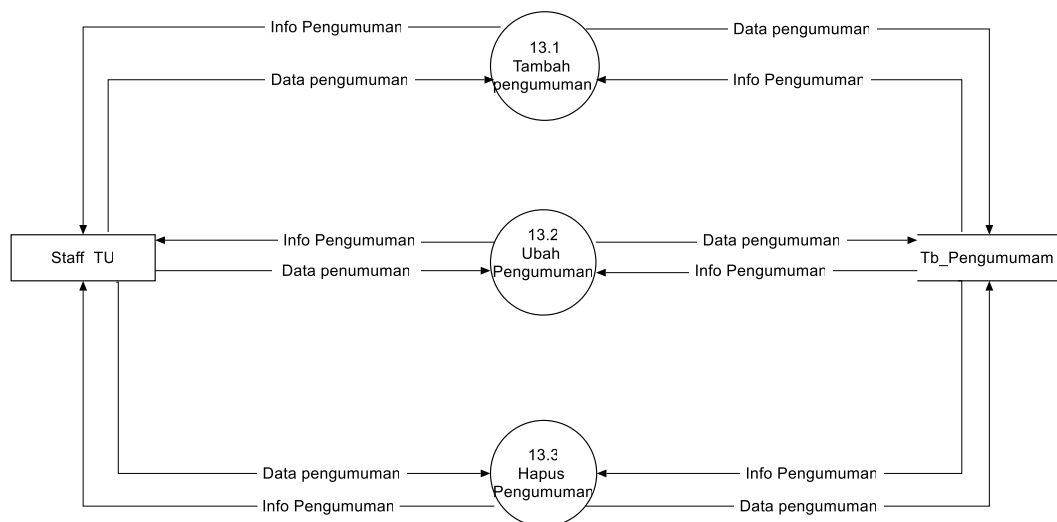 Info Pengumuman
13.1
Tambah
pengumuman
Data pengumuman
Data pengumuman
Info Pengumuman
Staff TU
Info Pengumuman
Data penumuman
13.2
Ubah
Pengumuman
Data pengumuman
Info Pengumuman
Tb_Pengumumam
Data pengumuman
Info Pengumuman
13.3
Hapus
Pengumuman
Info Pengumuman
Data pengumuman